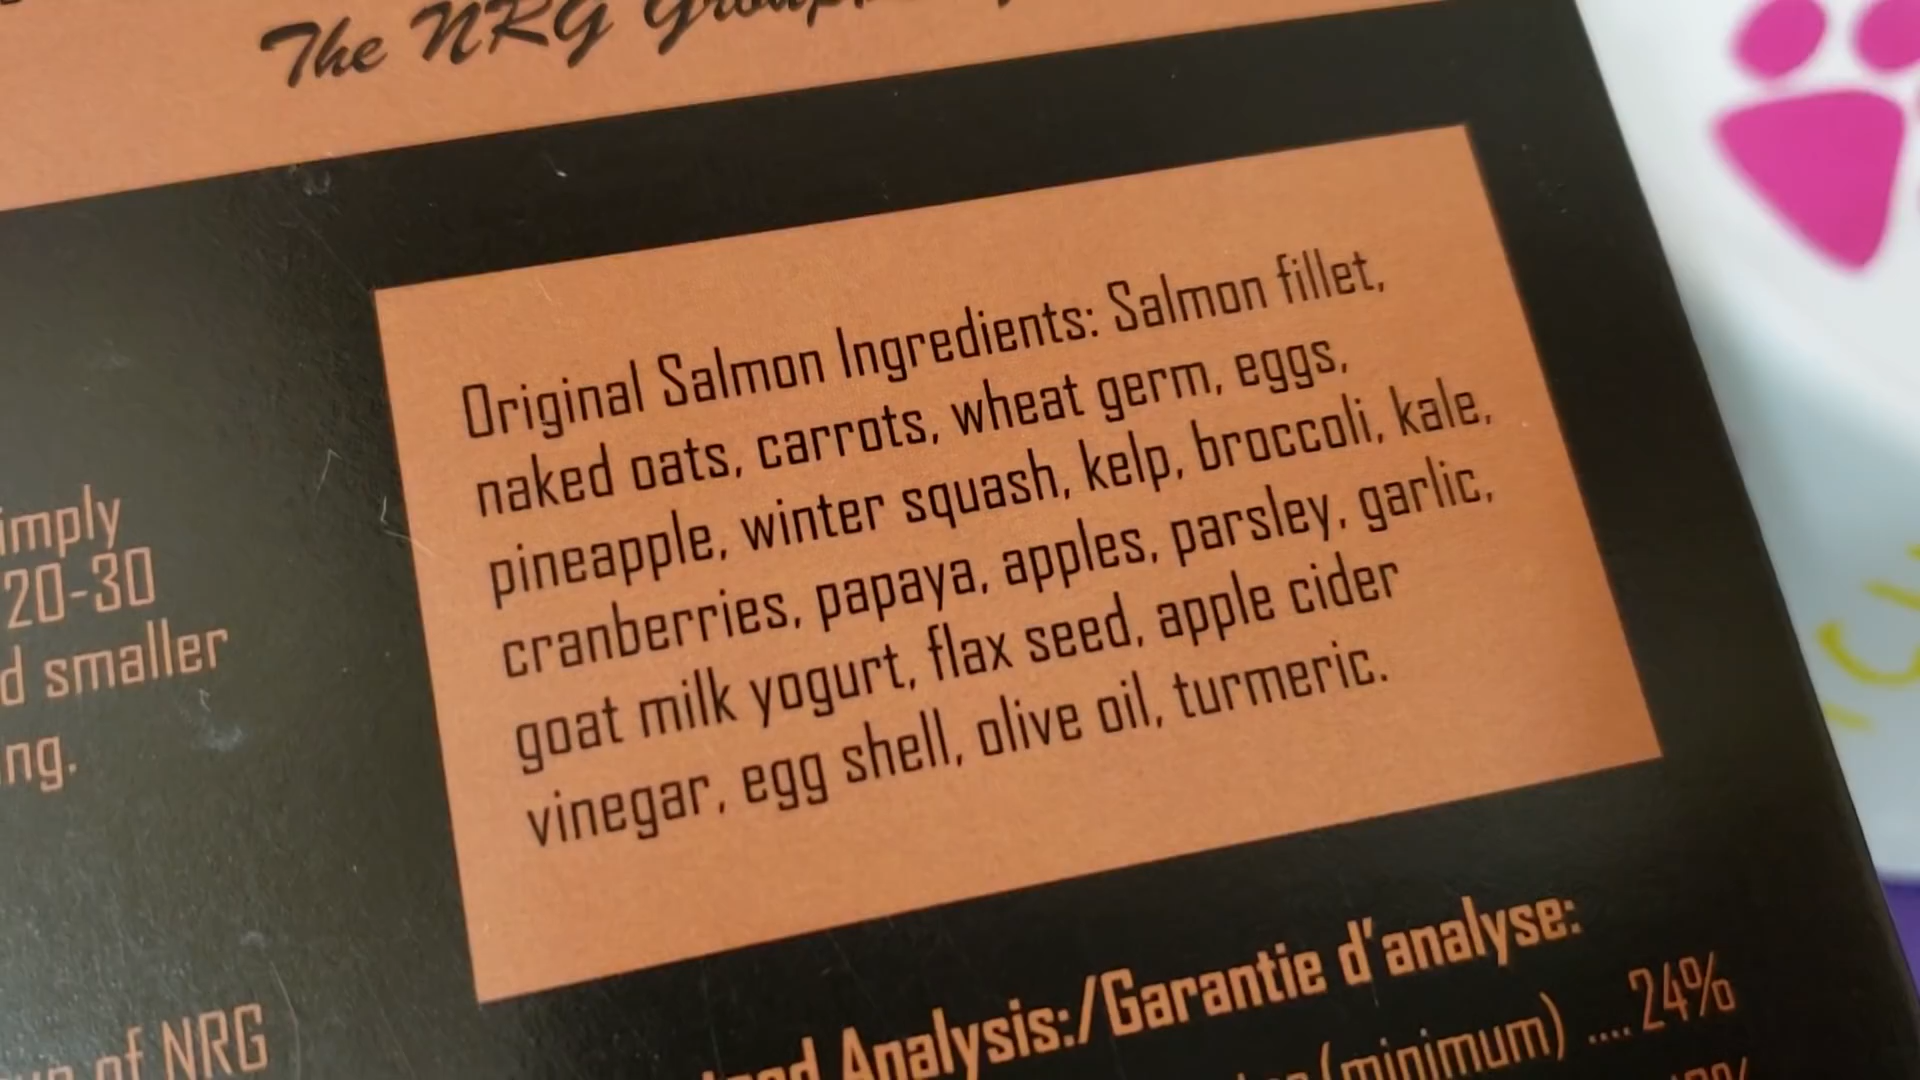 The NRG
Original Salmon Ingredients: Salmon fillet,
naked oats, carrots, wheat germ, eggs,
pineapple, winter squash, kelp, broccoli, kale,
cranberries, papaya, apples, parsley, garlic,
goat milk yogurt, flax seed, apple cider
vinegar, egg shell, olive oil, turmeric.
imply
20-30
d smaller
ng.
of NRG
Analysis:/Garantie d'analyse:
(minimum) ....24%